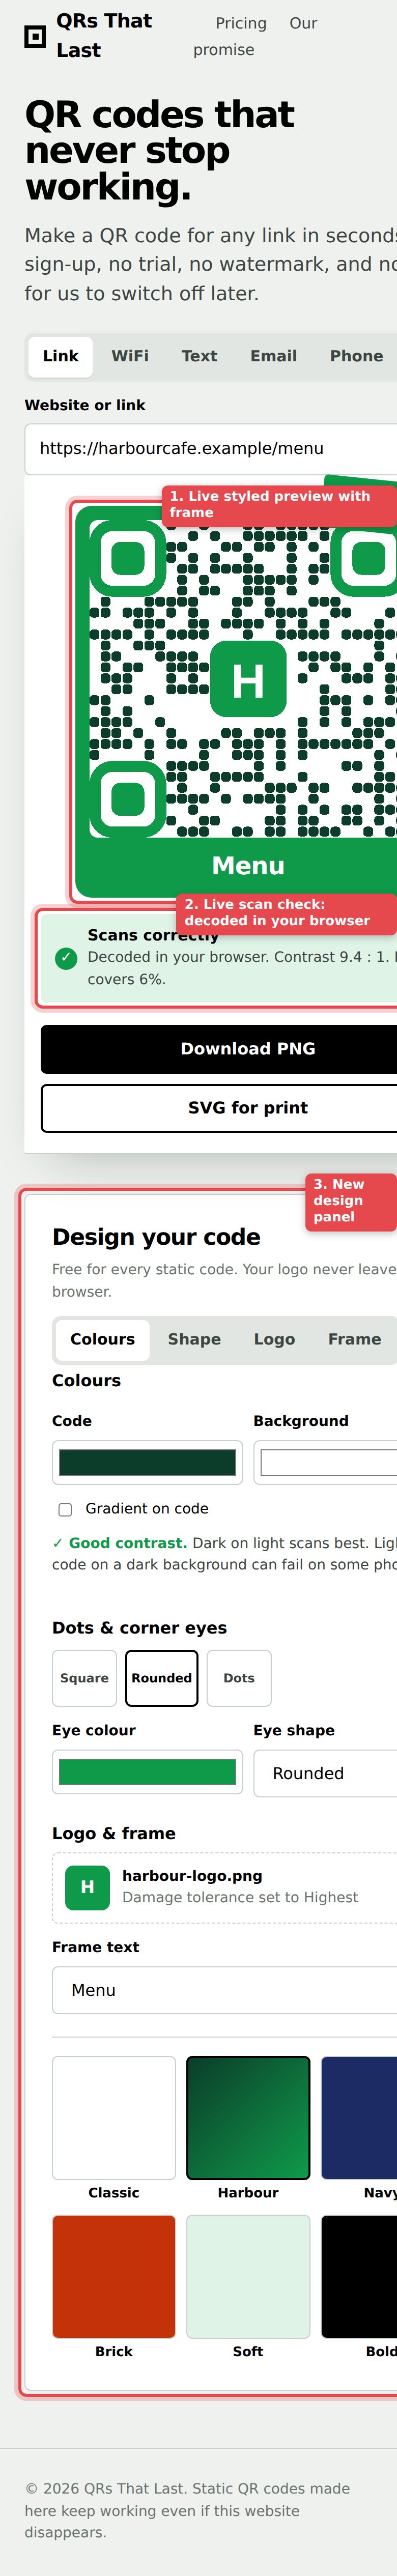 QRs That
Last
Pricing
Our
promise
QR codes that
never stop
working.
Make a QR code for any link in seconds
sign-up, no trial, no watermark, and no
for us to switch off later.
Link
WiFi
Text
Email
Phone
Website or link
https://harbourcafe.example/menu
1. Live styled preview with
frame
H
Menu
2. Live scan check:
decoded in your browser
Scans correctly
✓
Decoded in your browser. Contrast 9.4 : 1.
covers 6%.
Download PNG
SVG for print
3. New
design
panel
Design your code
Free for every static code. Your logo never leave
browser.
Colours
Shape
Logo
Frame
Colours
Code
Background
Gradient on code
✓ Good contrast. Dark on light scans best. Lig
code on a dark background can fail on some pho
Dots & corner eyes
Square
Rounded
Dots
Eye colour
Eye shape
Rounded
Logo & frame
H
harbour-logo.png
Damage tolerance set to Highest
Frame text
Menu
Classic
Harbour
Navy
Brick
Soft
Bold
© 2026 QRs That Last. Static QR codes made
here keep working even if this website
disappears.